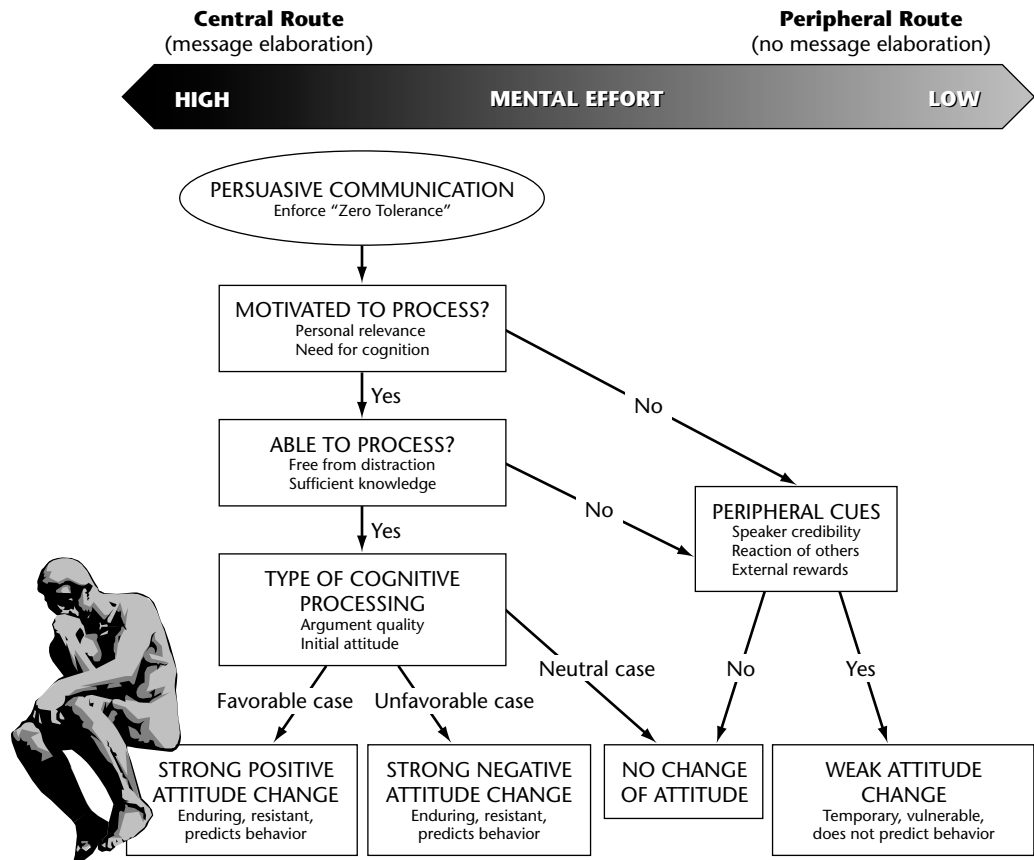 Central Route
(message elaboration)
Peripheral Route
(no message elaboration)
HIGH
MENTAL EFFORT
LOW
PERSUASIVE COMMUNICATION
Enforce “Zero Tolerance”
MOTIVATED TO PROCESS?
Personal relevance
Need for cognition
Yes
No
ABLE TO PROCESS?
Free from distraction
Sufficient knowledge
No
Yes
PERIPHERAL CUES
Speaker credibility
Reaction of others
External rewards
TYPE OF COGNITIVE
PROCESSING
Argument quality
Initial attitude
Neutral case
No
Yes
Favorable case
Unfavorable case
STRONG POSITIVE
ATTITUDE CHANGE
Enduring, resistant,
predicts behavior
STRONG NEGATIVE
ATTITUDE CHANGE
Enduring, resistant,
predicts behavior
NO CHANGE
OF ATTITUDE
WEAK ATTITUDE
CHANGE
Temporary, vulnerable,
does not predict behavior